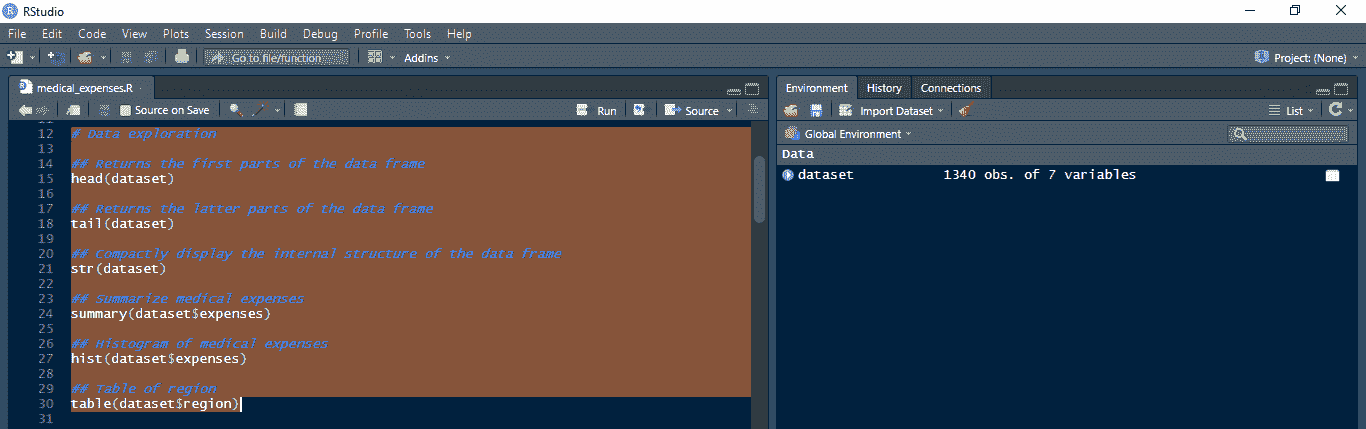 RStudio
File Edit Code View Plots Session Build Debug Profile Tools Help
Go to file/function Addins Project: (None)
medical_expenses.R
Source on Save Run Source
12 # Data exploration
13
14 ## Returns the first parts of the data frame
15 head(dataset)
16
17 ## Returns the latter parts of the data frame
18 tail(dataset)
19
20 ## Compactly display the internal structure of the data frame
21 str(dataset)
22
23 ## Summarize medical expenses
24 summary(dataset$expenses)
25
26 ## Histogram of medical expenses
27 hist(dataset$expenses)
28
29 ## Table of region
30 table(dataset$region)
31
Environment History Connections
Import Dataset List
Global Environment
Data
dataset 1340 obs. of 7 variables